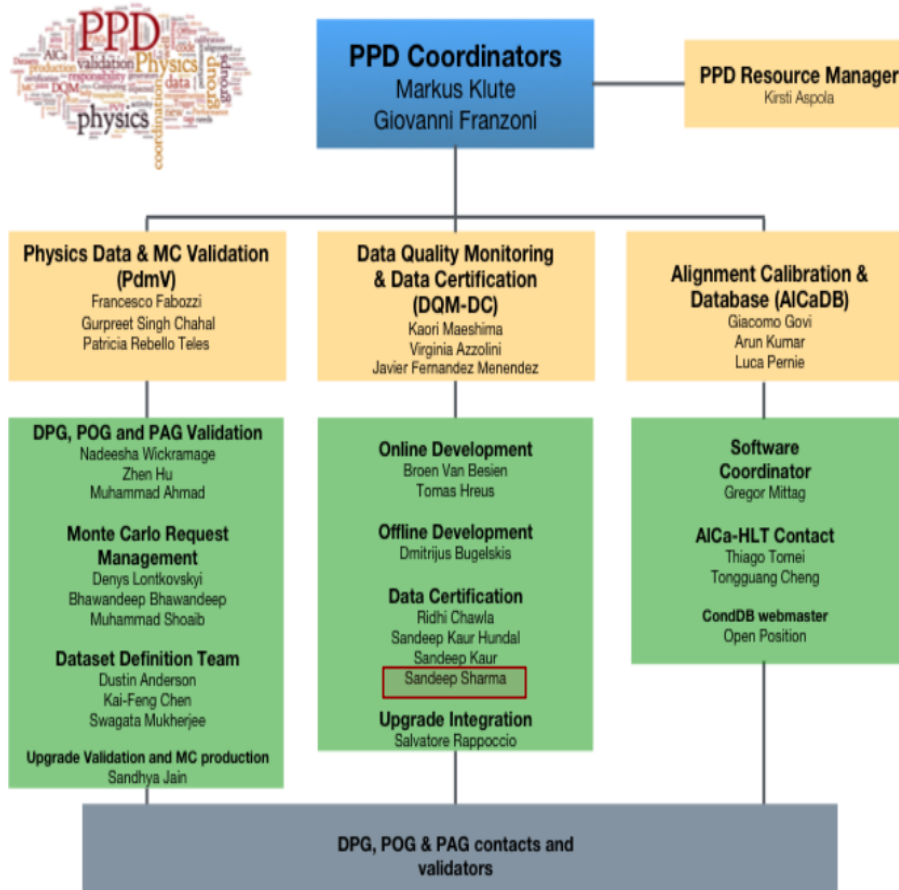 PPD
validation
Physics
AlCa
production
responsibility
data
DQM
physics
coordination
group
grounds
code
alignment
PPD Coordinators
Markus Klute
Giovanni Franzoni
PPD Resource Manager
Kirsti Aspola
Physics Data & MC Validation
(PdmV)
Francesco Fabozzi
Gurpreet Singh Chahal
Patricia Rebello Teles
Data Quality Monitoring
& Data Certification
(DQM-DC)
Kaori Maeshima
Virginia Azzolini
Javier Fernandez Menendez
Alignment Calibration &
Database (AlCaDB)
Giacomo Govi
Arun Kumar
Luca Pernie
DPG, POG and PAG Validation
Nadeesha Wickramage
Zhen Hu
Muhammad Ahmad
Monte Carlo Request
Management
Denys Lontkovskyi
Bhawandeep Bhawandeep
Muhammad Shoaib
Dataset Definition Team
Dustin Anderson
Kai-Feng Chen
Swagata Mukherjee
Upgrade Validation and MC production
Sandhya Jain
Online Development
Broen Van Besien
Tomas Hreus
Offline Development
Dmitrijus Bugelskis
Data Certification
Ridhi Chawla
Sandeep Kaur Hundal
Sandeep Kaur
Sandeep Sharma
Upgrade Integration
Salvatore Rappoccio
Software
Coordinator
Gregor Mittag
AlCa-HLT Contact
Thiago Tomei
Tongguang Cheng
CondDB webmaster
Open Position
DPG, POG & PAG contacts and
validators